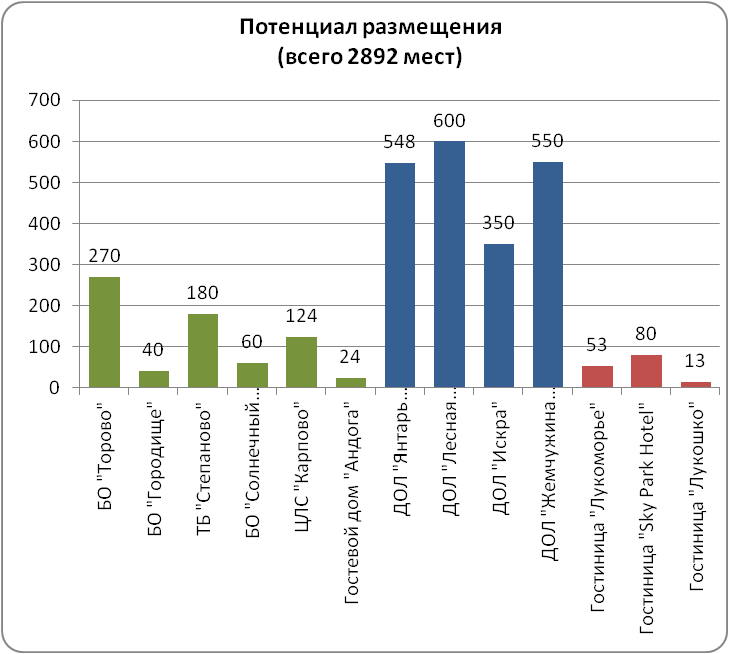 Потенциал размещения
(всего 2892 мест)
700
600
500
400
300
200
100
0
270
40
180
60
124
24
548
600
350
550
53
80
13
БО "Торово"
БО "Городище"
ТБ "Степаново"
БО "Солнечный...
ЦЛС "Карпово"
Гостевой дом "Андога"
ДОЛ "Янтарь...
ДОЛ "Лесная...
ДОЛ "Искра"
ДОЛ "Жемчужина...
Гостиница "Лукоморье"
Гостиница "Sky Park Hotel"
Гостиница "Лукошко"